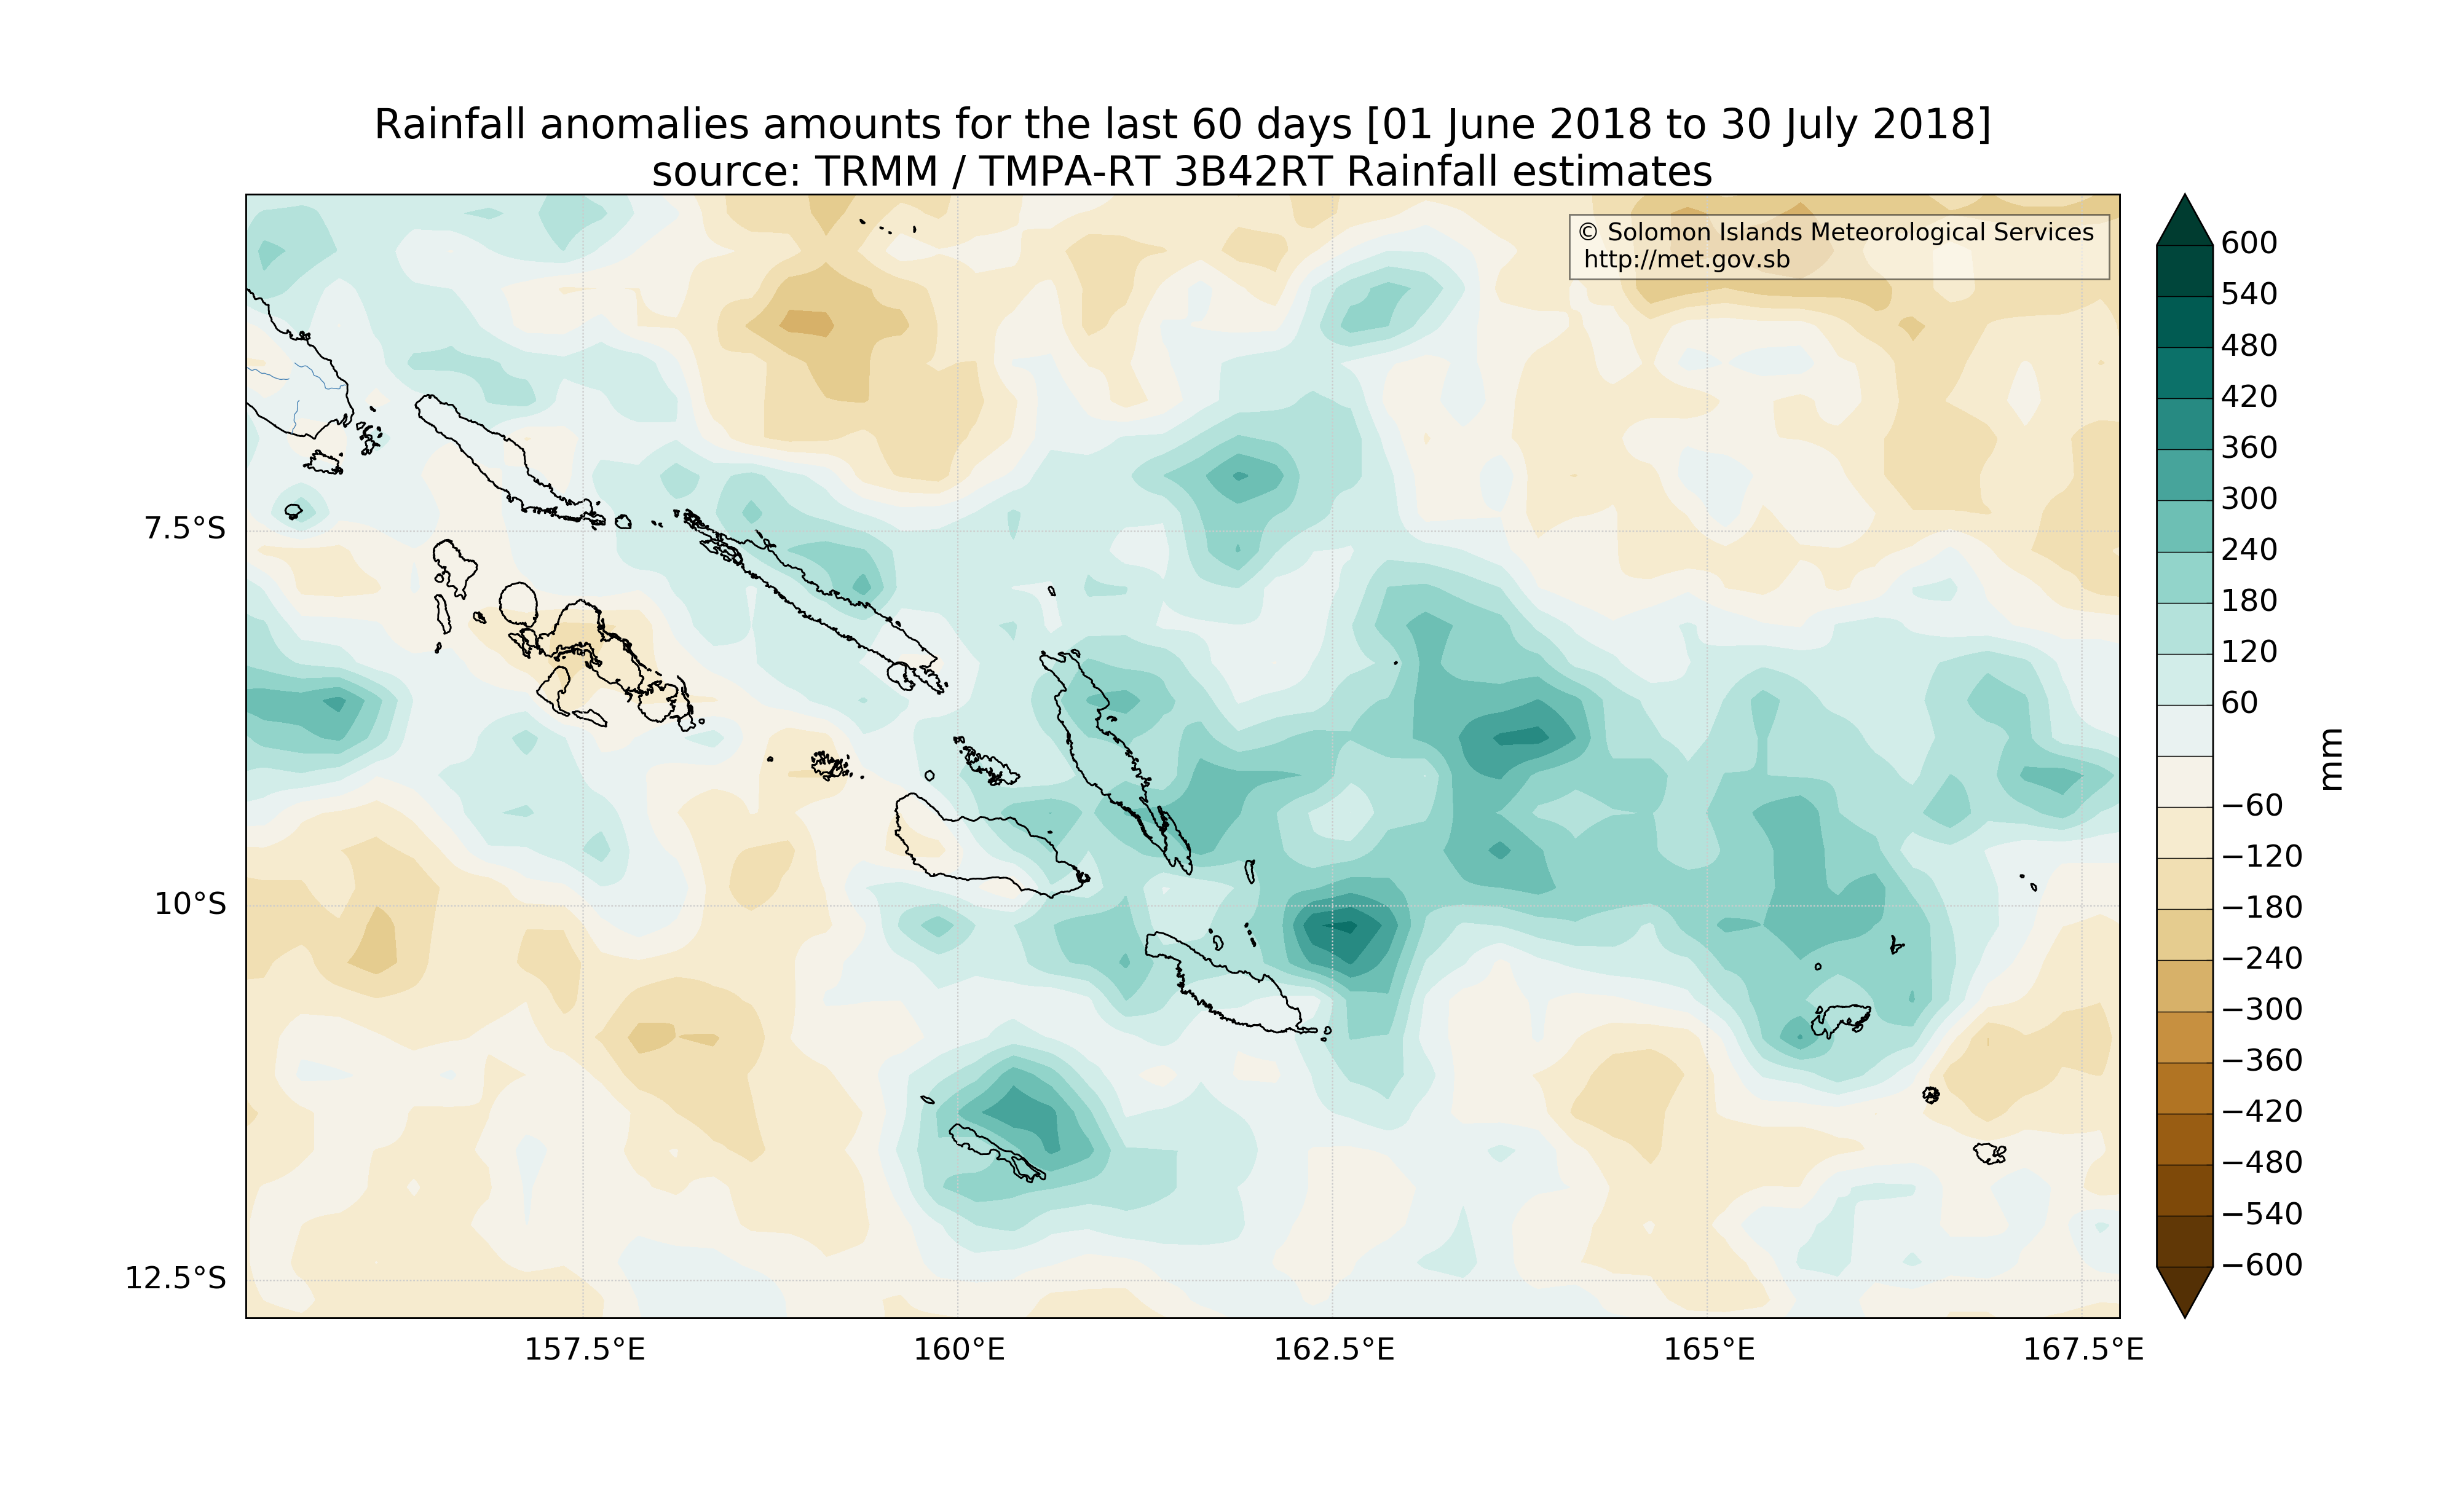 Rainfall anomalies amounts for the last 60 days [01 June 2018 to 30 July 2018]
source: TRMM / TMPA-RT 3B42RT Rainfall estimates
© Solomon Islands Meteorological Services
http://met.gov.sb
7.5°S
10°S
12.5°S
157.5°E
160°E
162.5°E
165°E
167.5°E
600
540
480
420
360
300
240
180
120
60
−60
−120
−180
−240
−300
−360
−420
−480
−540
−600
mm